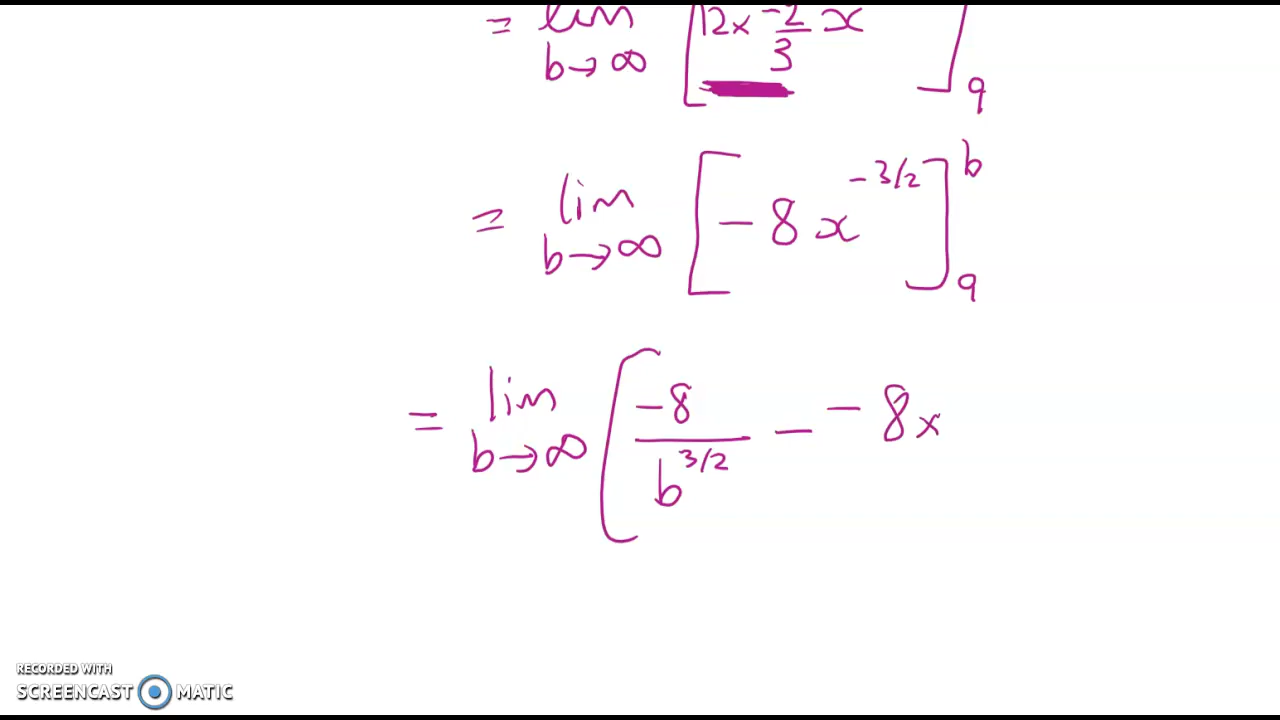 = lim b→∞ [12x -2/3 x ]9
= lim b→∞ [-8x^-3/2]9^b
= lim b→∞ [-8/b^3/2 - -8x
RECORDED WITH
SCREENCAST MATIC